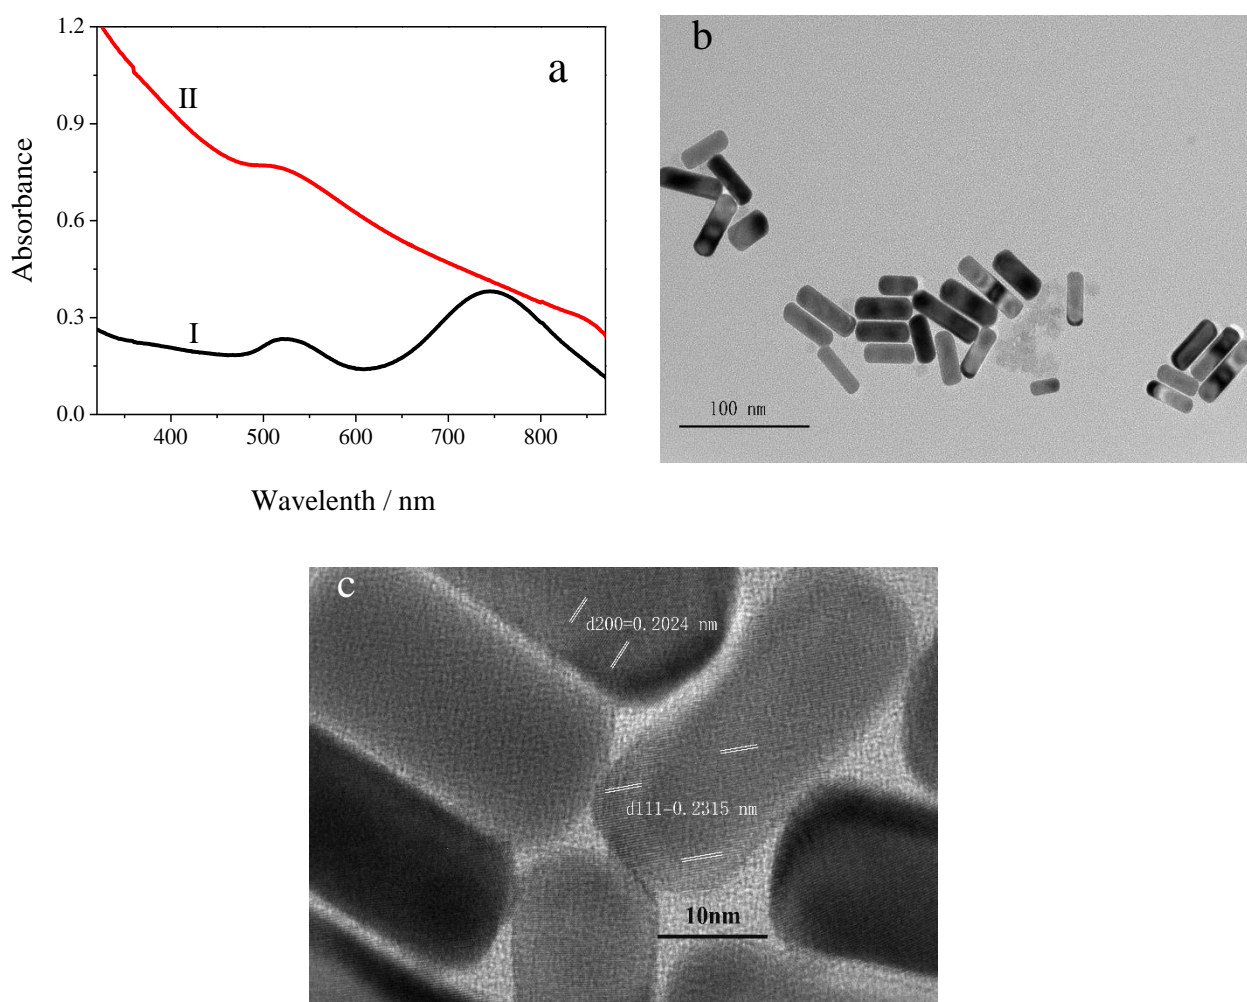 a
1.2
0.9
0.6
0.3
0.0
II
I
Absorbance
400 500 600 700 800
Wavelenth / nm
b
100 nm
c
d200=0.2024 nm
d111-0.2315 nm
10nm